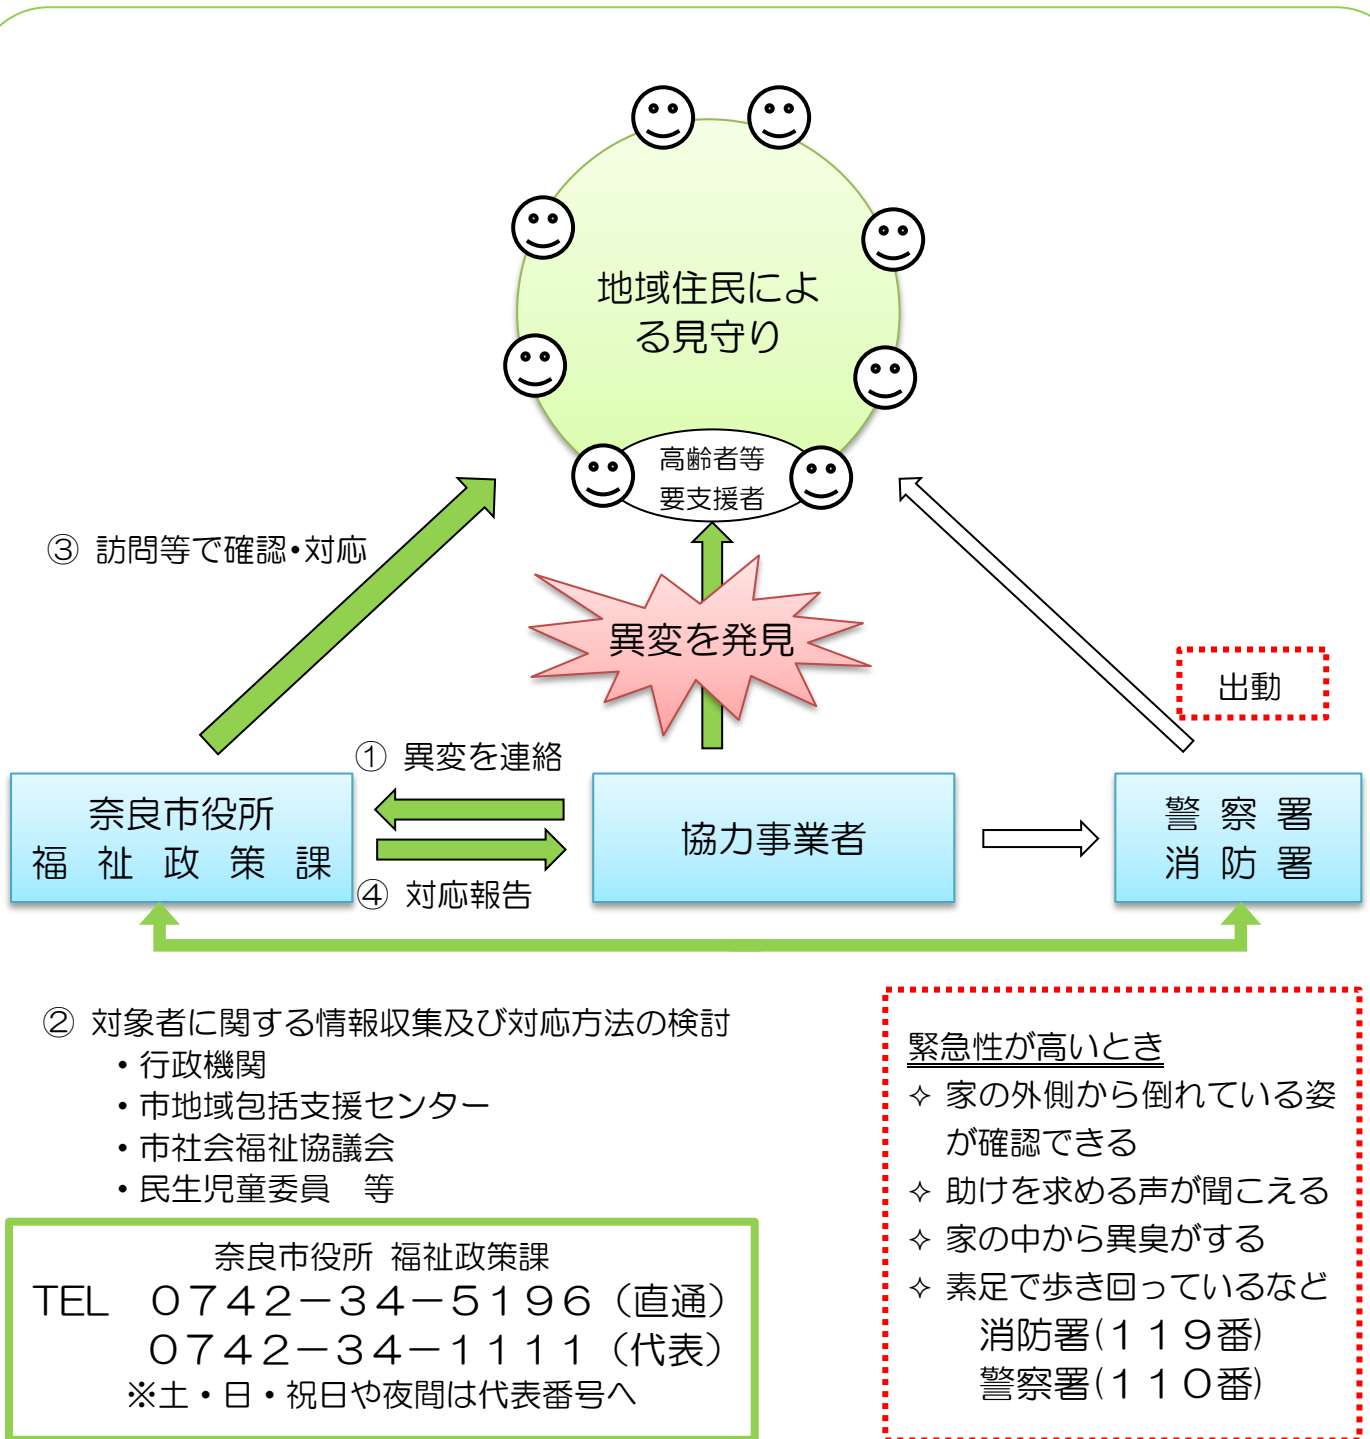 地域住民によ
る見守り
高齢者等
要支援者
③ 訪問等で確認・対応
異変を発見
出動
① 異変を連絡
奈良市役所
福祉政策課
協力事業者
警察署
消防署
④ 対応報告
② 対象者に関する情報収集及び対応方法の検討
・行政機関
・市地域包括支援センター
・市社会福祉協議会
・民生児童委員　等
奈良市役所 福祉政策課
TEL　０７４２－３４－５１９６（直通）
０７４２－３４－１１１１（代表）
※土・日・祝日や夜間は代表番号へ
緊急性が高いとき
✧ 家の外側から倒れている姿
が確認できる
✧ 助けを求める声が聞こえる
✧ 家の中から異臭がする
✧ 素足で歩き回っているなど
消防署(１１９番)
警察署(１１０番)